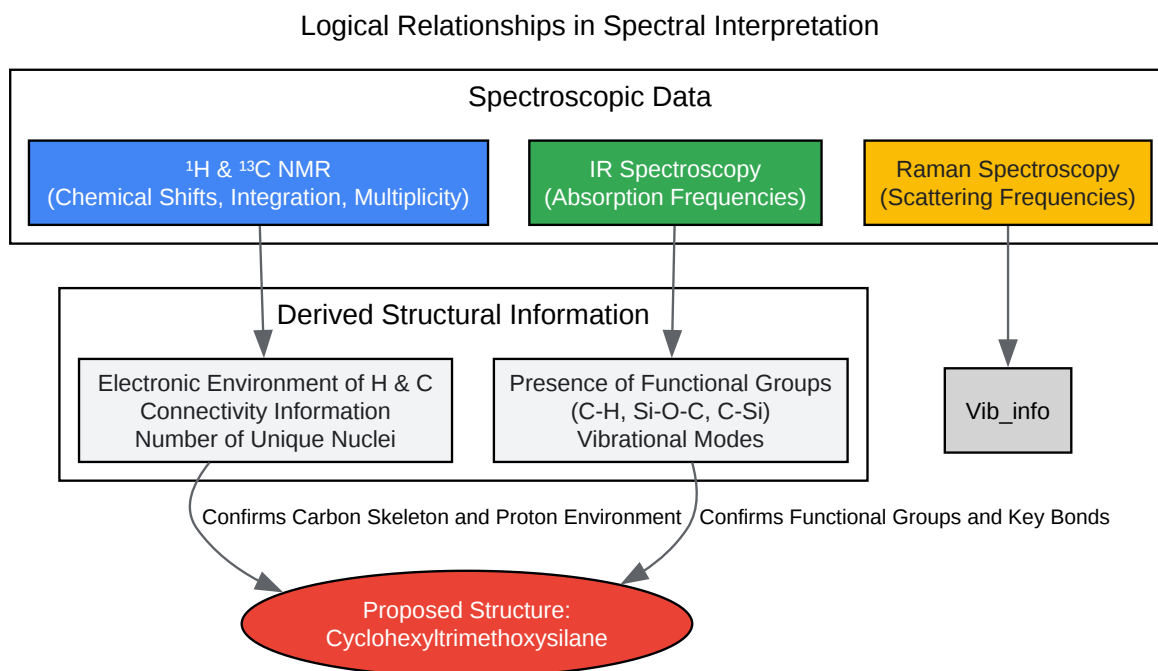 Logical Relationships in Spectral Interpretation
Spectroscopic Data
¹H & ¹³C NMR
(Chemical Shifts, Integration, Multiplicity)
IR Spectroscopy
(Absorption Frequencies)
Raman Spectroscopy
(Scattering Frequencies)
Derived Structural Information
Electronic Environment of H & C
Connectivity Information
Number of Unique Nuclei
Presence of Functional Groups
(C-H, Si-O-C, C-Si)
Vibrational Modes
Vib_info
Confirms Carbon Skeleton and Proton Environment
Confirms Functional Groups and Key Bonds
Proposed Structure:
Cyclohexyltrimethoxysilane